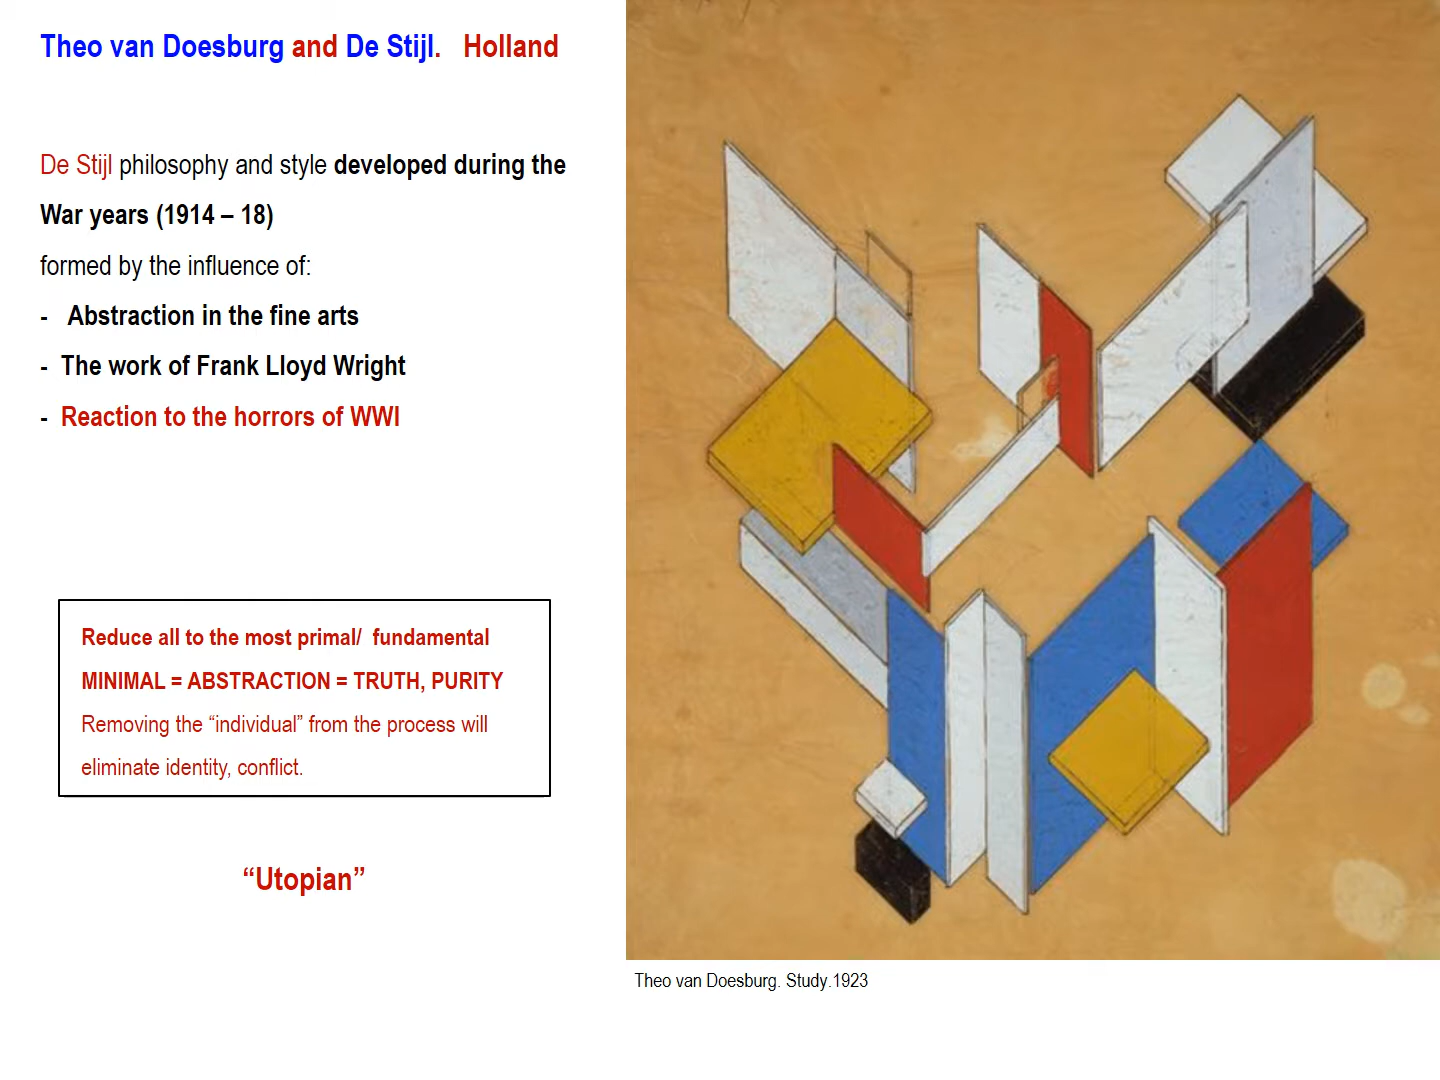 Theo van Doesburg and De Stijl.   Holland
De Stijl philosophy and style developed during the
War years (1914 – 18)
formed by the influence of:
-   Abstraction in the fine arts
-  The work of Frank Lloyd Wright
-  Reaction to the horrors of WWI
Reduce all to the most primal/  fundamental
MINIMAL = ABSTRACTION = TRUTH, PURITY
Removing the “individual” from the process will
eliminate identity, conflict.
“Utopian”
Theo van Doesburg. Study.1923